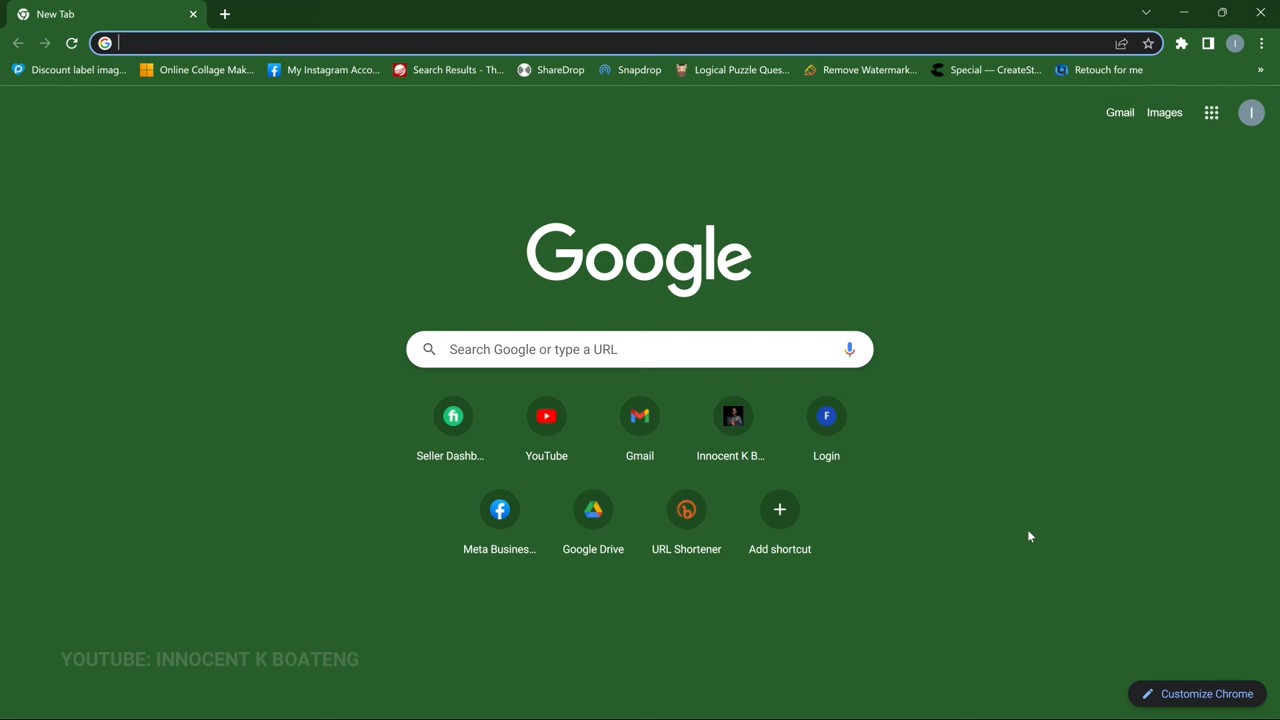 New Tab
Discount label imag...
Online Collage Mak...
My Instagram Acco...
Search Results - Th...
ShareDrop
Snapdrop
Logical Puzzle Ques...
Remove Watermark...
Special — CreateSt...
Retouch for me
»
Gmail
Images
I
Google
Search Google or type a URL
Seller Dashb...
YouTube
Gmail
Innocent K B...
F
Login
Meta Busines...
Google Drive
URL Shortener
Add shortcut
YOUTUBE: INNOCENT K BOATENG
Customize Chrome